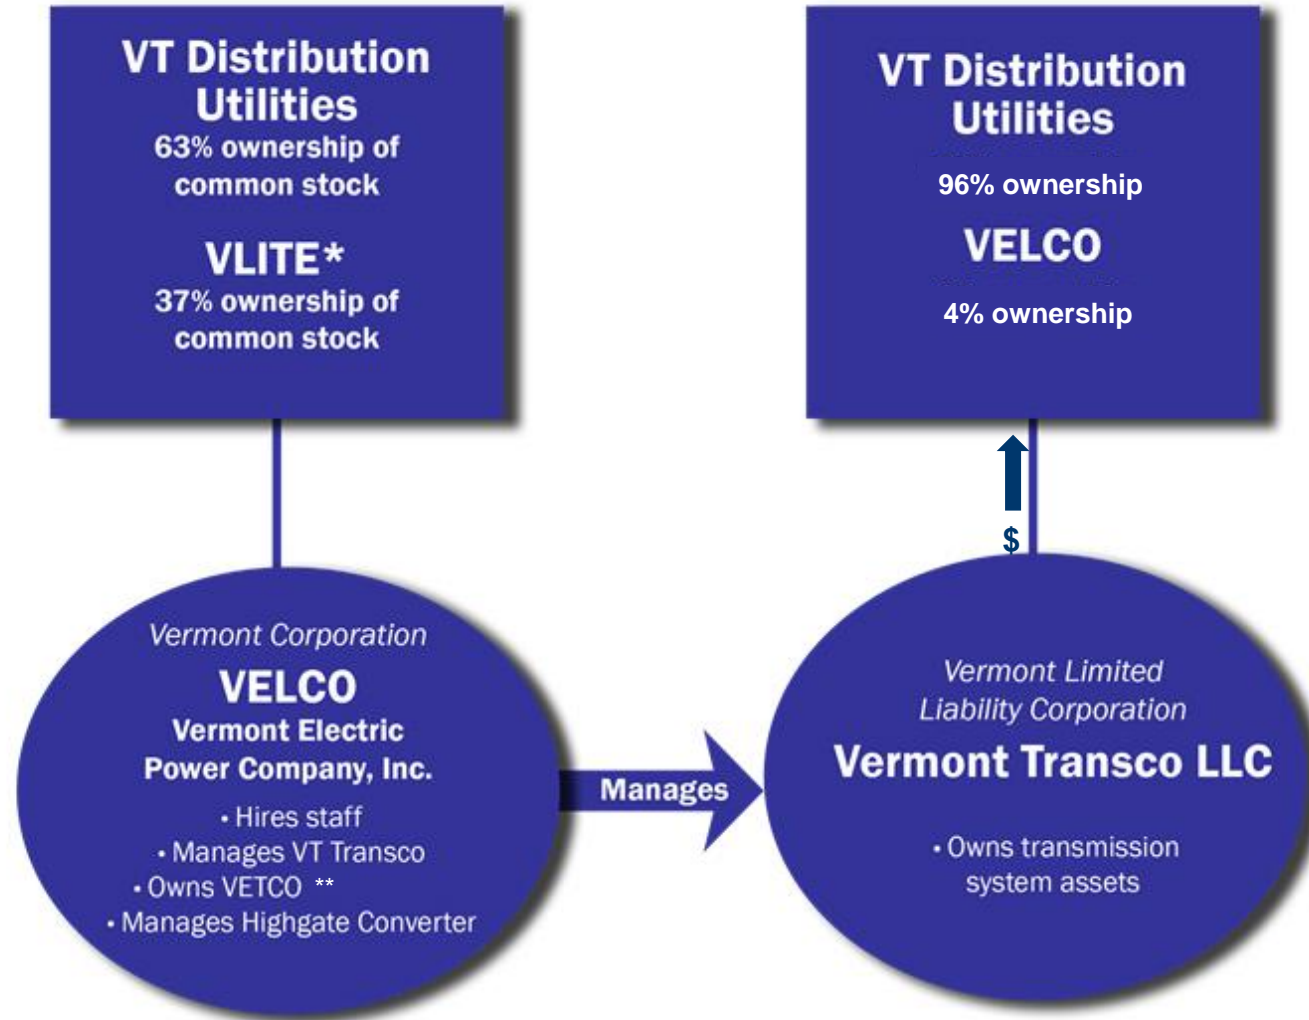 VT Distribution
Utilities
63% ownership of
common stock
VLITE*
37% ownership of
common stock
VT Distribution
Utilities
96% ownership
VELCO
4% ownership
$
Vermont Corporation
VELCO
Vermont Electric
Power Company, Inc.
• Hires staff
• Manages VT Transco
• Owns VETCO **
• Manages Highgate Converter
Manages
Vermont Limited
Liability Corporation
Vermont Transco LLC
• Owns transmission
system assets